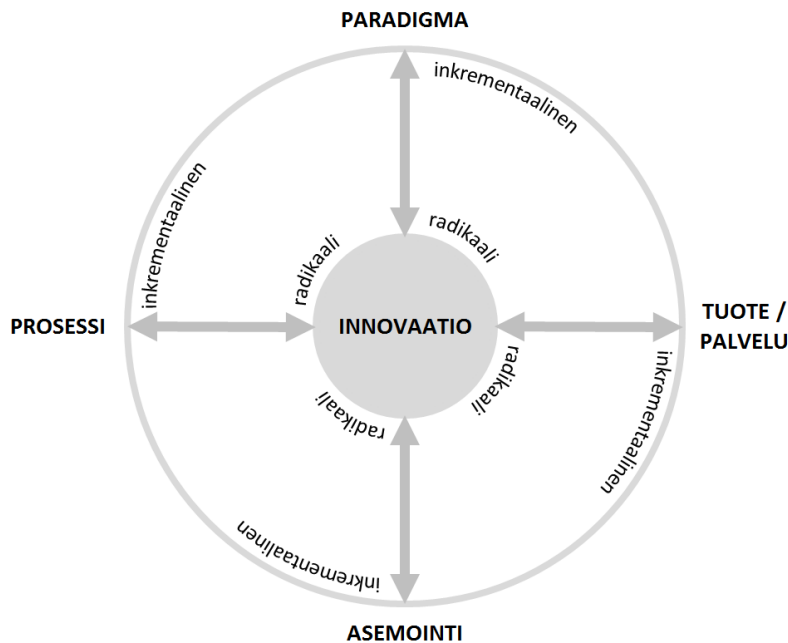 PARADIGMA
inkrementaalinen
inkrementaalinen
radikaali
radikaali
PROSESSI
INNOVAATIO
TUOTE /
PALVELU
radikaali
radikaali
inkrementaalinen
inkrementaalinen
ASEMOINTI